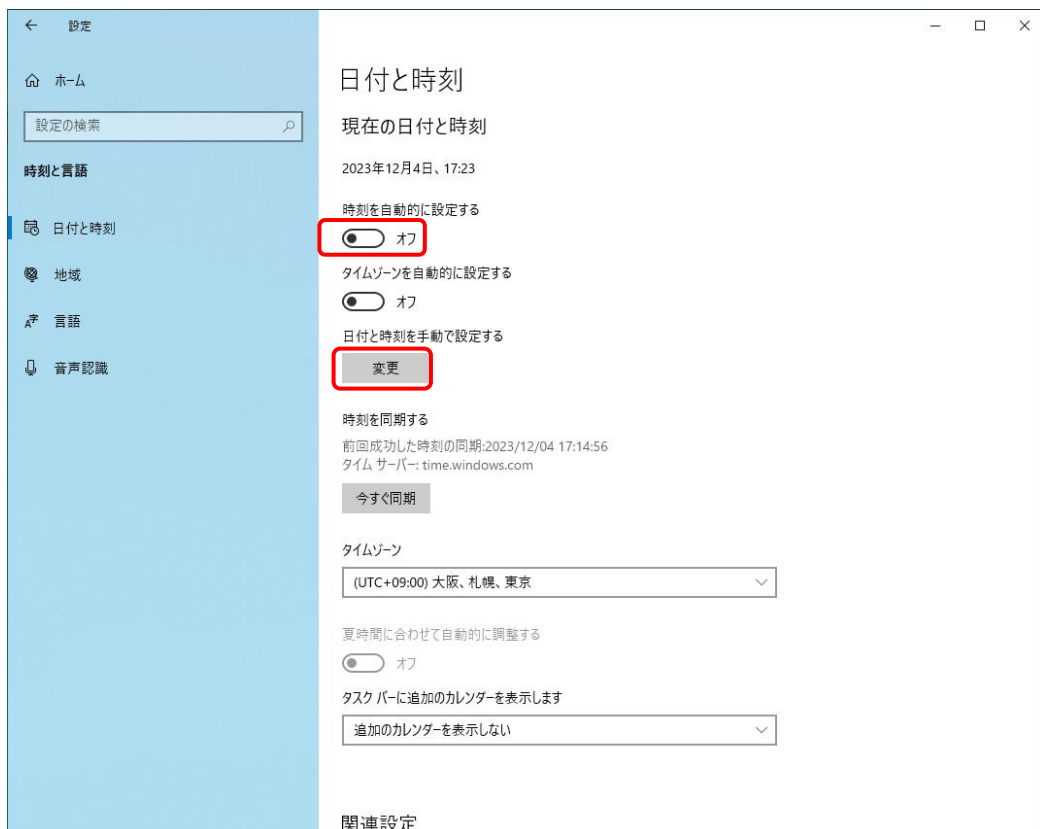 設定
ホーム
設定の検索
時刻と言語
日付と時刻
地域
言語
音声認識
日付と時刻
現在の日付と時刻
2023年12月4日、17:23
時刻を自動的に設定する
オフ
タイムゾーンを自動的に設定する
オフ
日付と時刻を手動で設定する
変更
時刻を同期する
前回成功した時刻の同期:2023/12/04 17:14:56
タイム サーバー: time.windows.com
今すぐ同期
タイムゾーン
(UTC+09:00) 大阪、札幌、東京
夏時間に合わせて自動的に調整する
オフ
タスク バーに追加のカレンダーを表示します
追加のカレンダーを表示しない
関連設定